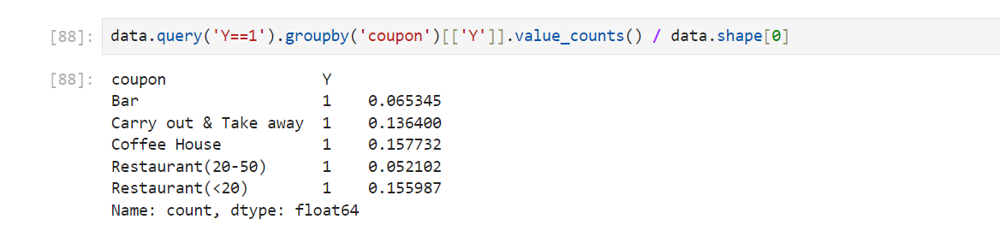 [88]: data.query('Y==1').groupby('coupon')[['Y']].value_counts() / data.shape[0]
[88]: coupon Y
Bar 1 0.065345
Carry out & Take away 1 0.136400
Coffee House 1 0.157732
Restaurant(20-50) 1 0.052102
Restaurant(<20) 1 0.155987
Name: count, dtype: float64